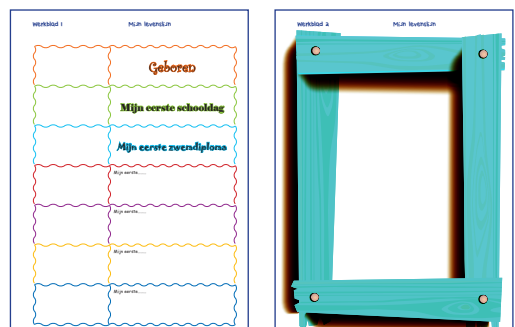 Werkblad 1
Mijn levenslijn
Geboren
Mijn eerste schooldag
Mijn eerste zwemdiploma
Mijn eerste......
Mijn eerste......
Mijn eerste......
Mijn eerste......
Werkblad 2
Mijn levenslijn